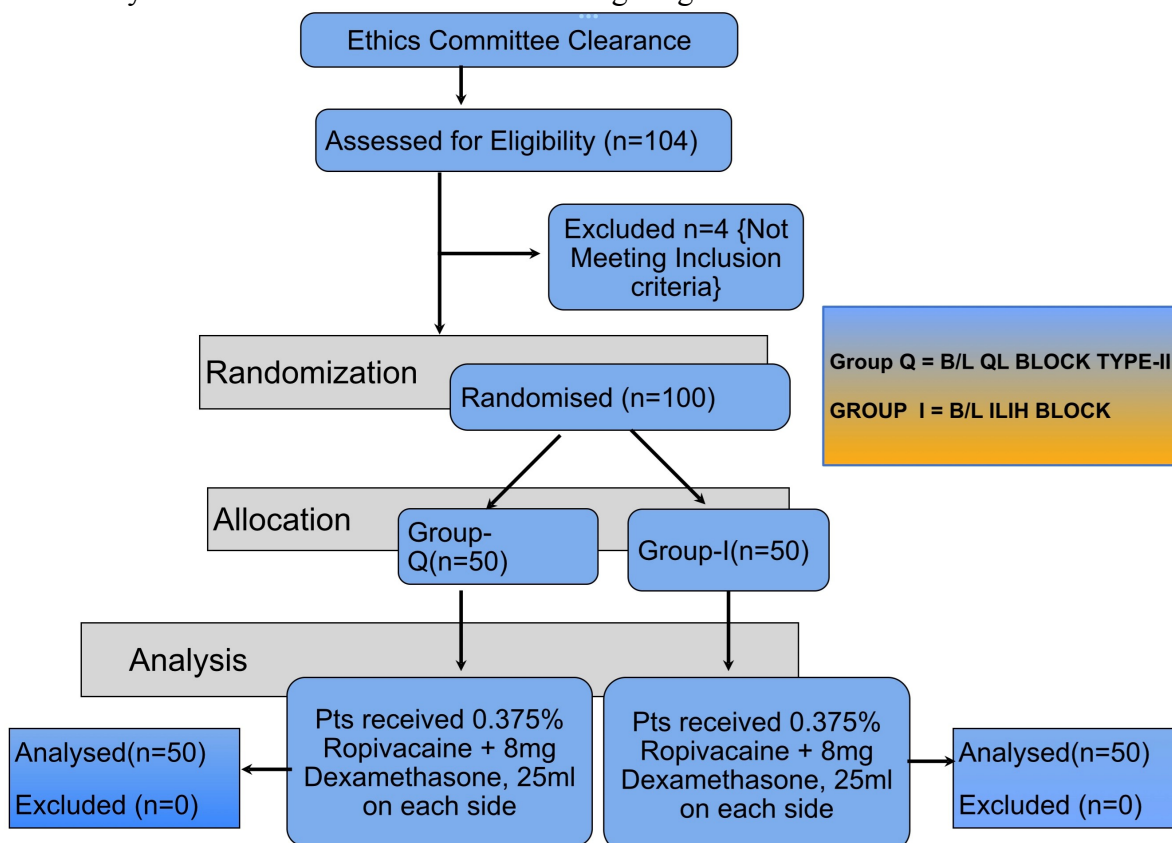 Ethics Committee Clearance
Assessed for Eligibility (n=104)
Excluded n=4 {Not
Meeting Inclusion
criteria}
Group Q = B/L QL BLOCK TYPE-II
GROUP I = B/L ILIH BLOCK
Randomization
Randomised (n=100)
Allocation
Group-
Q(n=50)
Group-I(n=50)
Analysis
Pts received 0.375%
Ropivacaine + 8mg
Dexamethasone, 25ml
on each side
Pts received 0.375%
Ropivacaine + 8mg
Dexamethasone, 25ml
on each side
Analysed(n=50)
Excluded (n=0)
Analysed(n=50)
Excluded (n=0)